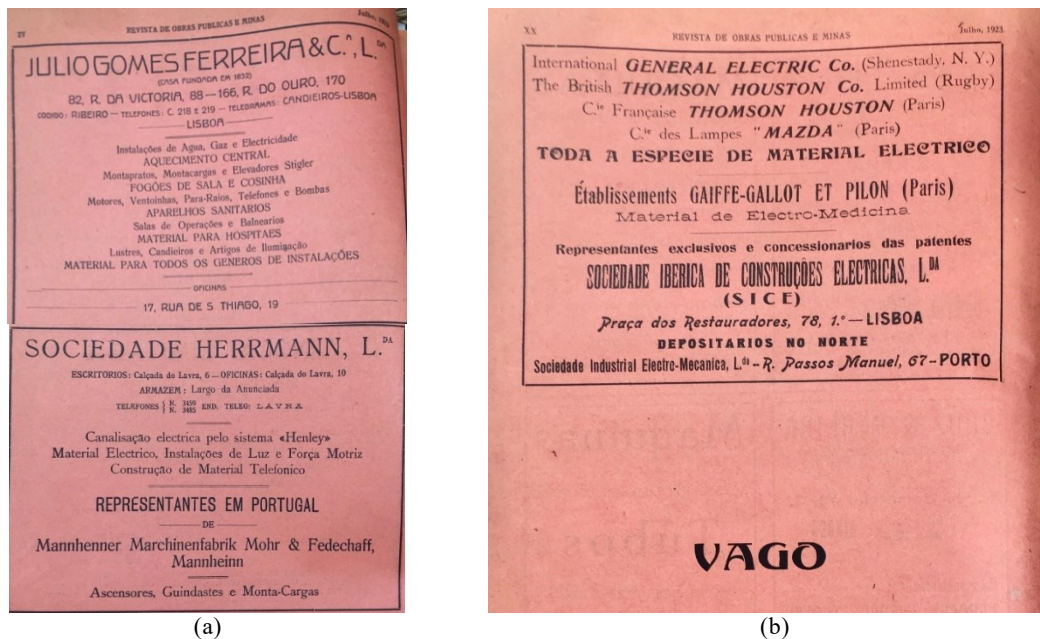 IV REVISTA DE OBRAS PUBLICAS E MINAS Julho, 1923
JULIO GOMES FERREIRA & C.ª, L.DA
(CASA FUNDADA EM 1852)
82, R. DA VICTORIA, 88—166, R. DO OURO, 170
CODIGO: RIBEIRO — TELEFONES: C. 218 E 219 — TELEGRAMAS: CANDIEIROS-LISBOA
LISBOA
Instalações de Agua, Gaz e Electricidade
AQUECIMENTO CENTRAL
Montapratos, Montacargas e Elevadores Stigler
FOGÕES DE SALA E COSINHA
Motores, Ventoinhas, Para-Raios, Telefones e Bombas
APARELHOS SANITARIOS
Salas de Operações e Balnearios
MATERIAL PARA HOSPITAES
Lustres, Candieiros e Artigos de Iluminação
MATERIAL PARA TODOS OS GENEROS DE INSTALAÇÕES
OFICINAS
17, RUA DE S THIAGO, 19
SOCIEDADE HERRMANN, L.DA
ESCRITORIOS: Calçada do Lavra, 6 — OFICINAS: Calçada do Lavra, 10
ARMAZEM: Largo da Anunciada
TELEFONES { N. 3459 N. 3485 END. TELEG: LAVRA
Canalisação electrica pelo sistema «Henley»
Material Electrico, Instalações de Luz e Força Motriz
Construção de Material Telefonico
REPRESENTANTES EM PORTUGAL
DE
Mannhenner Marchinenfabrik Mohr & Fedechaff,
Mannheinn
Ascensores, Guindastes e Monta-Cargas
(a)
XX REVISTA DE OBRAS PUBLICAS E MINAS Julho, 1923
International GENERAL ELECTRIC Co. (Shenestady, N. Y.)
The British THOMSON HOUSTON Co. Limited (Rugby)
C.ie Française THOMSON HOUSTON (Paris)
C.ie des Lampes "MAZDA" (Paris)
TODA A ESPECIE DE MATERIAL ELECTRICO
Établissements GAIFFE-GALLOT ET PILON (Paris)
Material de Electro-Medicina
Representantes exclusivos e concessionarios das patentes
SOCIEDADE IBERICA DE CONSTRUÇÕES ELECTRICAS, L.DA
(SICE)
Praça dos Restauradores, 78, 1.º — LISBOA
DEPOSITARIOS NO NORTE
Sociedade Industrial Electro-Mecanica, L.da - R. Passos Manuel, 67 - PORTO
VAGO
(b)